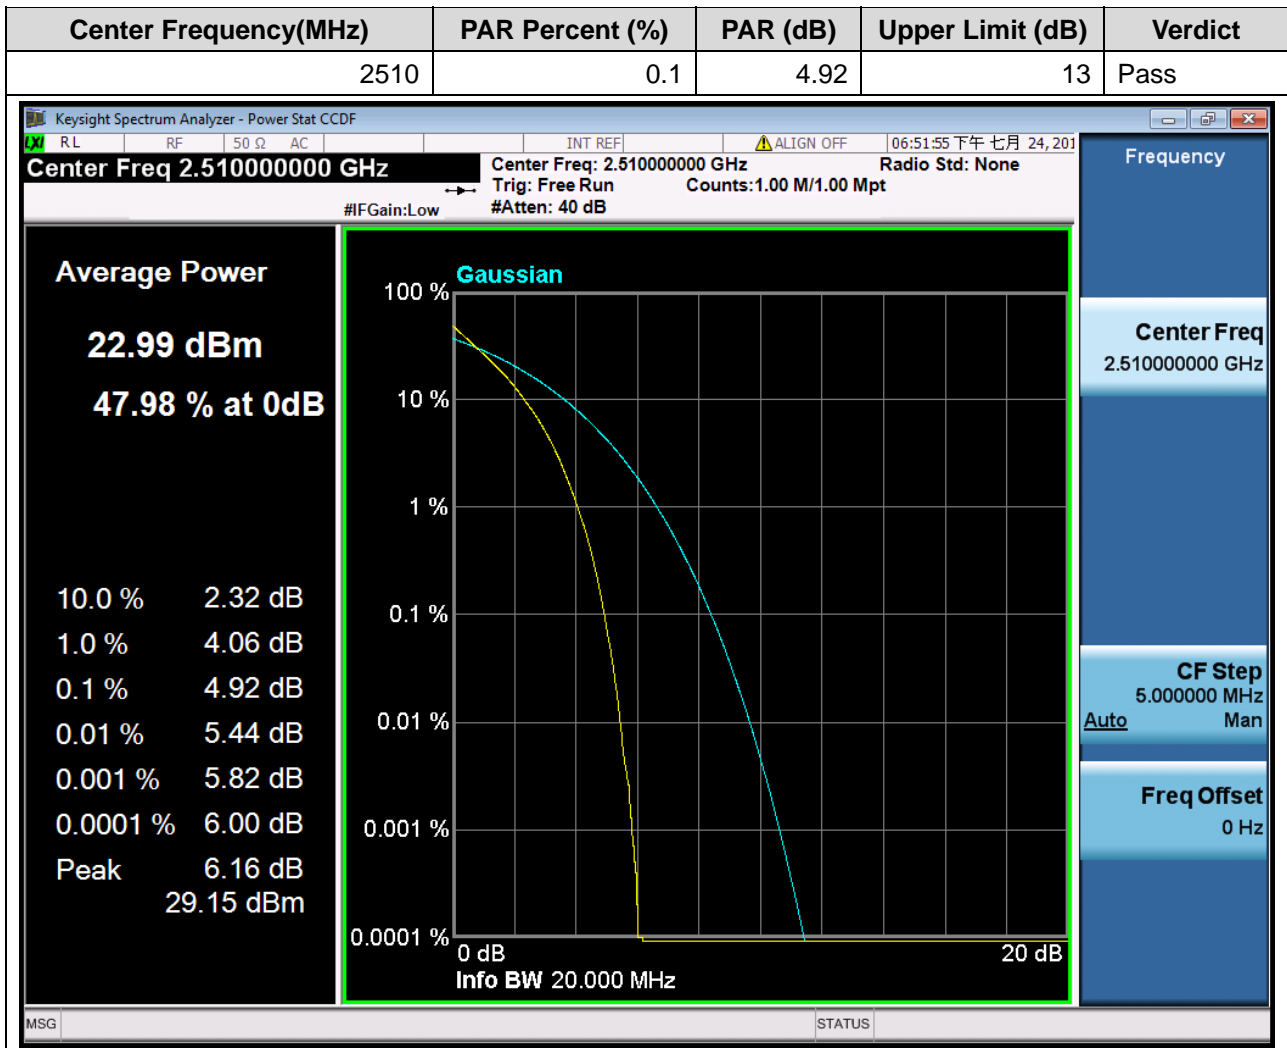 Center Frequency(MHz) PAR Percent (%) PAR (dB) Upper Limit (dB) Verdict
2510 0.1 4.92 13 Pass
Keysight Spectrum Analyzer - Power Stat CCDF
LXI RL RF 50 Ω AC INT REF ALIGN OFF 06:51:55 下午 七月 24, 201
Center Freq 2.510000000 GHz
#IFGain:Low
Center Freq: 2.510000000 GHz Radio Std: None
Trig: Free Run Counts:1.00 M/1.00 Mpt
#Atten: 40 dB
Average Power
22.99 dBm
47.98 % at 0dB
10.0 % 2.32 dB
1.0 % 4.06 dB
0.1 % 4.92 dB
0.01 % 5.44 dB
0.001 % 5.82 dB
0.0001 % 6.00 dB
Peak 6.16 dB
29.15 dBm
Gaussian
100 %
10 %
1 %
0.1 %
0.01 %
0.001 %
0.0001 %
0 dB 20 dB
Info BW 20.000 MHz
Frequency
Center Freq
2.510000000 GHz
CF Step
5.000000 MHz
Auto Man
Freq Offset
0 Hz
MSG STATUS